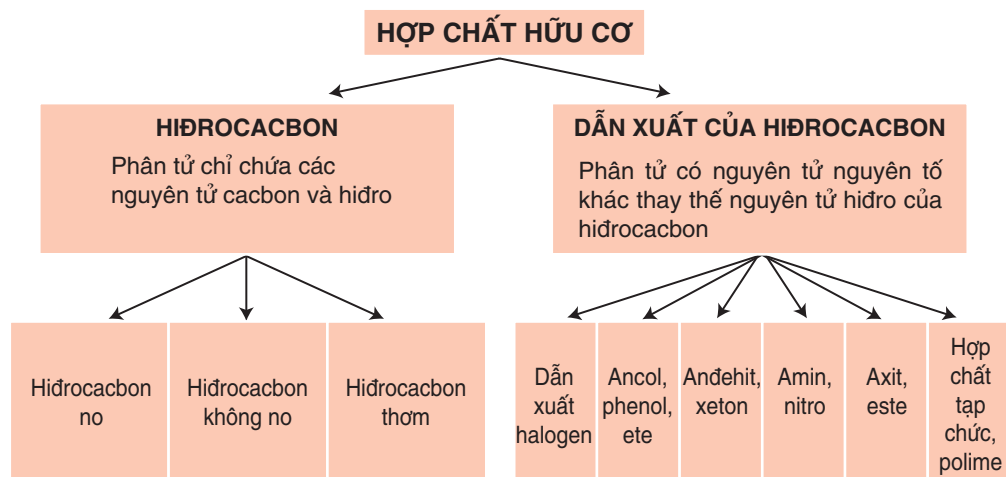 HỢP CHẤT HỮU CƠ
HIĐROCACBON
Phân tử chỉ chứa các
nguyên tử cacbon và hiđro
DẪN XUẤT CỦA HIĐROCACBON
Phân tử có nguyên tử nguyên tố
khác thay thế nguyên tử hiđro của
hiđrocacbon
Hiđrocacbon
no
Hiđrocacbon
không no
Hiđrocacbon
thơm
Dẫn
xuất
halogen
Ancol,
phenol,
ete
Anđehit,
xeton
Amin,
nitro
Axit,
este
Hợp
chất
tạp
chức,
polime